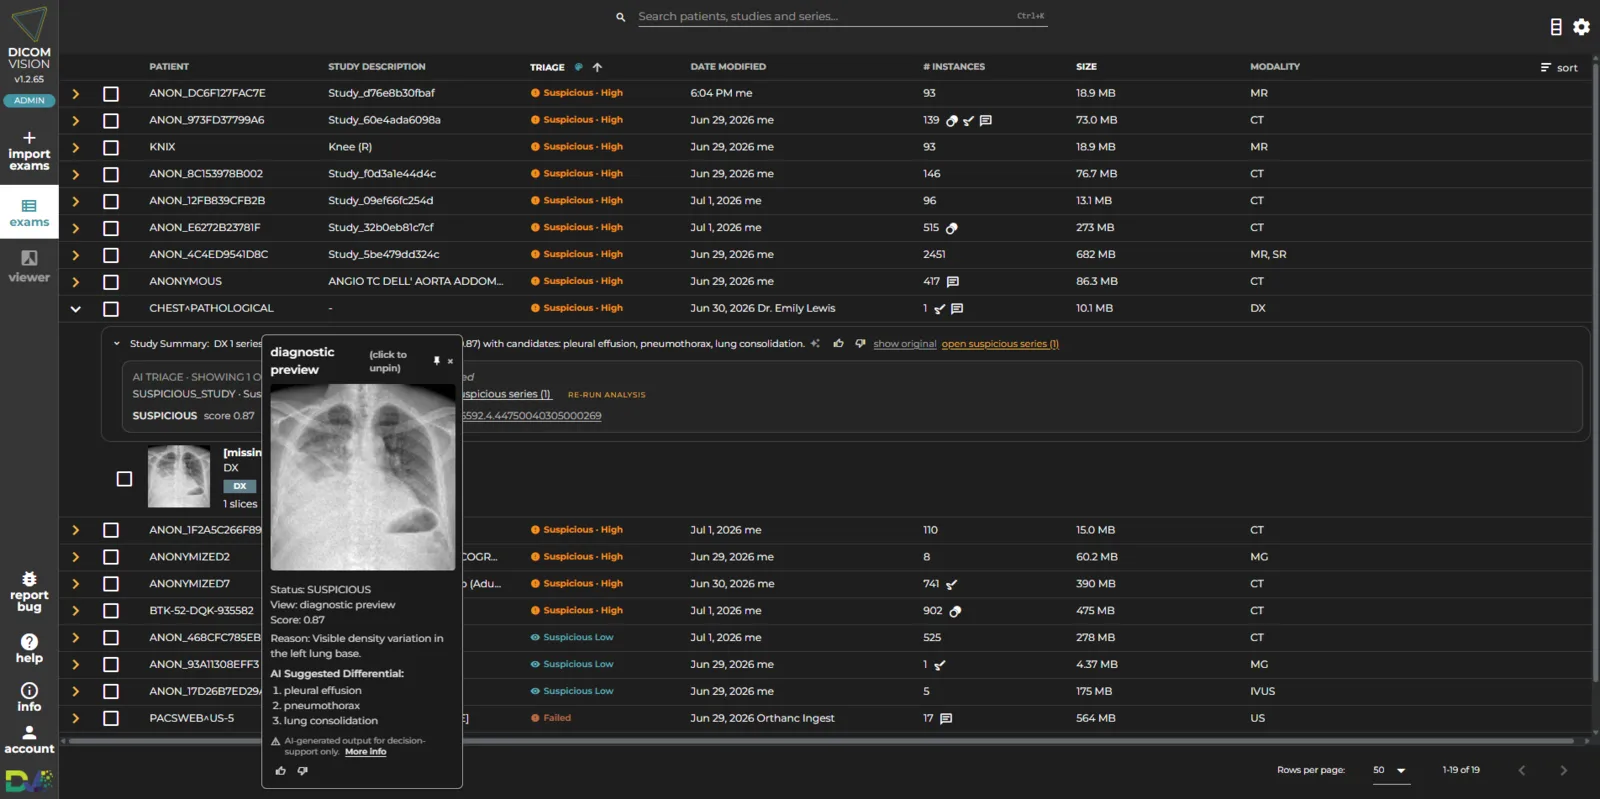 DICOM
VISION
v1.2.65
ADMIN
import
exams
exams
viewer
report
bug
help
info
account
Search patients, studies and series...
Ctrl+K
PATIENT STUDY DESCRIPTION TRIAGE DATE MODIFIED # INSTANCES SIZE MODALITY sort
ANON_DC6F127FAC7E Study_d76e8b30fbaf Suspicious · High 6:04 PM me 93 18.9 MB MR
ANON_973FD37799A6 Study_60e4ada6098a Suspicious · High Jun 29, 2026 me 139 73.0 MB CT
KNIX Knee (R) Suspicious · High Jun 29, 2026 me 93 18.9 MB MR
ANON_8C153978B002 Study_f0d3a1e44d4c Suspicious · High Jun 29, 2026 me 146 76.7 MB CT
ANON_12FB839CFB2B Study_09ef66fc254d Suspicious · High Jul 1, 2026 me 96 13.1 MB CT
ANON_E6272B23781F Study_32b0eb81c7cf Suspicious · High Jul 1, 2026 me 515 273 MB CT
ANON_4C4ED9541D8C Study_5be479dd324c Suspicious · High Jun 29, 2026 me 2451 682 MB MR, SR
ANONYMOUS ANGIO TC DELL' AORTA ADDOM... Suspicious · High Jun 29, 2026 me 417 86.3 MB CT
CHEST^PATHOLOGICAL - Suspicious · High Jun 30, 2026 Dr. Emily Lewis 1 10.1 MB DX
Study Summary: DX 1 series .87) with candidates: pleural effusion, pneumothorax, lung consolidation. show original open suspicious series (1)
AI TRIAGE · SHOWING 1 O ed
SUSPICIOUS_STUDY · Sus spicious series (1) RE-RUN ANALYSIS
SUSPICIOUS score 0.87 6592.4.44750040305000269
[missin
DX
DX
1 slices
diagnostic
preview
(click to
unpin)
Status: SUSPICIOUS
View: diagnostic preview
Score: 0.87
Reason: Visible density variation in
the left lung base.
AI Suggested Differential:
1. pleural effusion
2. pneumothorax
3. lung consolidation
AI-generated output for decision-
support only. More info
ANON_1F2A5C266F89 Suspicious · High Jul 1, 2026 me 110 15.0 MB CT
ANONYMIZED2 COGR... Suspicious · High Jun 29, 2026 me 8 60.2 MB MG
ANONYMIZED7 o (Adu... Suspicious · High Jun 30, 2026 me 741 390 MB CT
BTK-52-DQK-935582 Suspicious · High Jul 1, 2026 me 902 475 MB CT
ANON_468CFC785EB Suspicious Low Jul 1, 2026 me 525 278 MB CT
ANON_93A11308EFF3 Suspicious Low Jun 29, 2026 me 1 4.37 MB MG
ANON_17D26B7ED29A Suspicious Low Jun 29, 2026 me 5 175 MB IVUS
PACSWEB^US-5 E] Failed Jun 29, 2026 Orthanc Ingest 17 564 MB US
Rows per page: 50 1-19 of 19